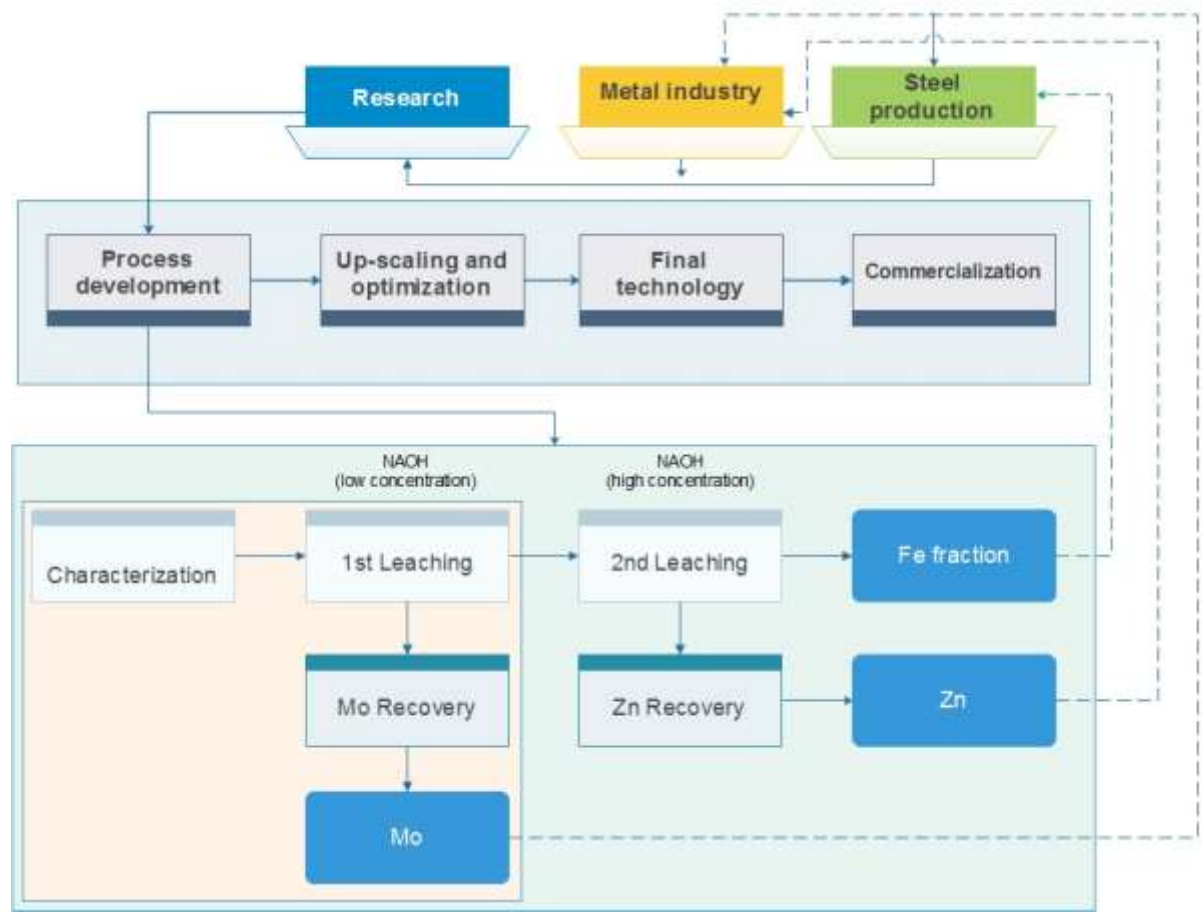 Research
Metal industry
Steel
production
Process
development
Up-scaling and
optimization
Final
technology
Commercialization
NAOH
(low concentration)
NAOH
(high concentration)
Characterization
1st Leaching
2nd Leaching
Fe fraction
Mo Recovery
Zn Recovery
Zn
Mo